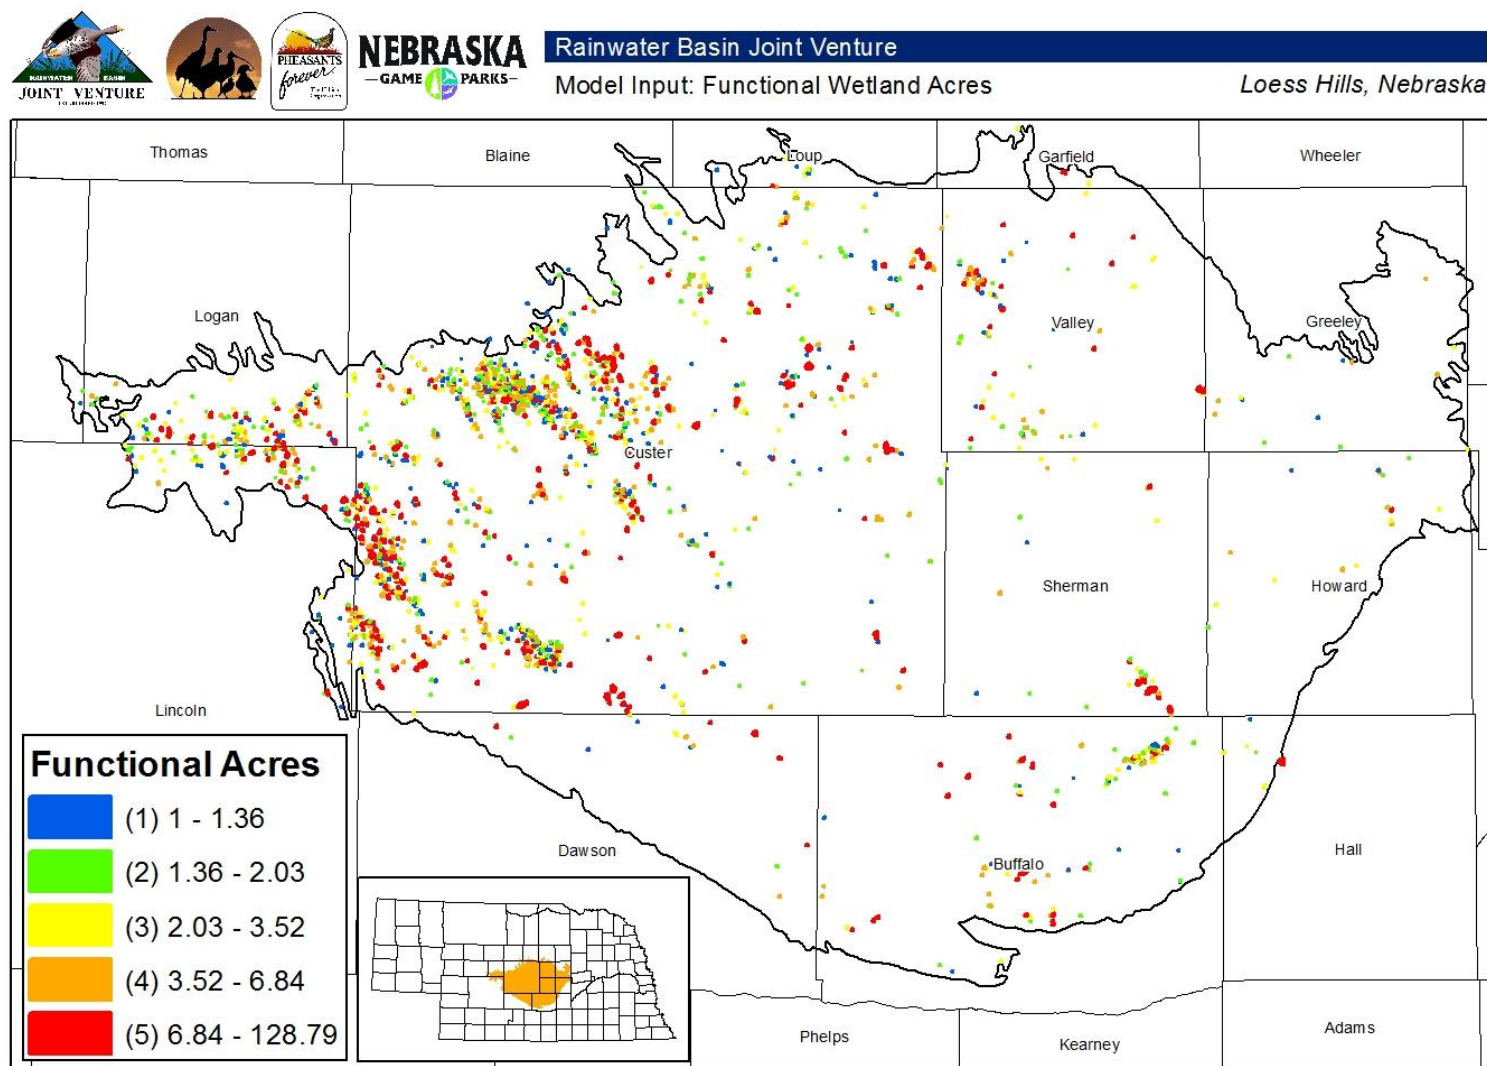 RAINWATER BASIN
JOINT VENTURE
PHEASANTS
forever
NEBRASKA
GAME PARKS
Rainwater Basin Joint Venture
Model Input: Functional Wetland Acres
Loess Hills, Nebraska
Thomas
Blaine
Loup
Garfield
Wheeler
Logan
Valley
Greeley
Custer
Sherman
Howard
Lincoln
Dawson
Buffalo
Hall
Phelps
Kearney
Adams
Functional Acres
(1) 1 - 1.36
(2) 1.36 - 2.03
(3) 2.03 - 3.52
(4) 3.52 - 6.84
(5) 6.84 - 128.79